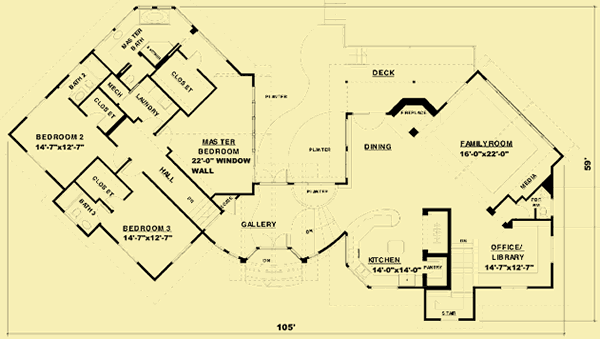 MASTER
BATH
BATH 2
MECH
CLOSET
CLOSET
LAUNDRY
BEDROOM 2
14'-7"x12'-7"
MASTER
BEDROOM
22'-0" WINDOW
WALL
HALL
CLOSET
BATH 3
BEDROOM 3
14'-7"x12'-7"
DN
GALLERY
DN
DN
PLANTER
PLANTER
PLANTER
DECK
FIREPLACE
DINING
FAMILYROOM
16'-0"x22'-0"
MEDIA
KITCHEN
14'-0"x14'-0"
PANTRY
DN
OFFICE/
LIBRARY
14'-7"x12'-7"
STAIR
59'
105'